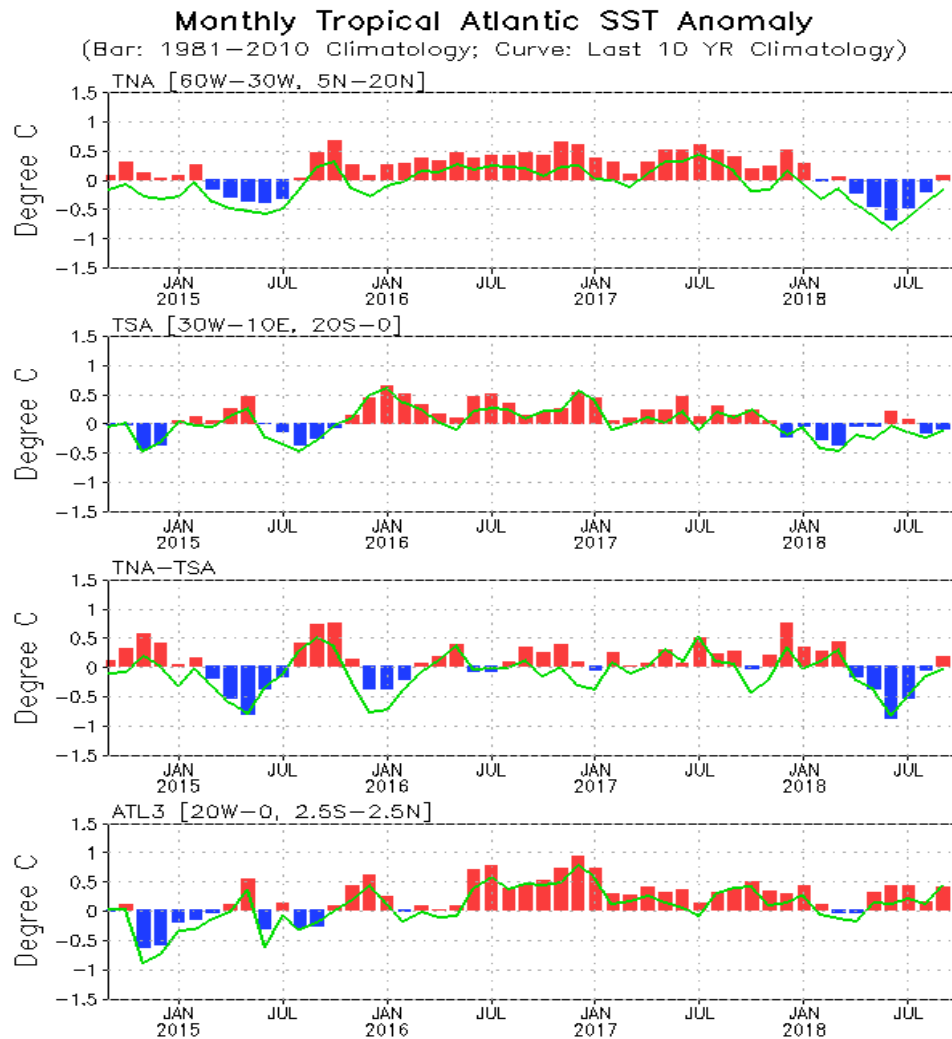 Monthly Tropical Atlantic SST Anomaly
(Bar: 1981-2010 Climatology; Curve: Last 10 YR Climatology)
TNA [60W-30W, 5N-20N]
1.5
1
0.5
0
-0.5
-1
-1.5
Degree C
JAN JUL JAN JUL JAN JUL JAN JUL
2015 2016 2017 2018
TSA [30W-10E, 20S-0]
1.5
1
0.5
0
-0.5
-1
-1.5
Degree C
JAN JUL JAN JUL JAN JUL JAN JUL
2015 2016 2017 2018
TNA-TSA
1.5
1
0.5
0
-0.5
-1
-1.5
Degree C
JAN JUL JAN JUL JAN JUL JAN JUL
2015 2016 2017 2018
ATL3 [20W-0, 2.5S-2.5N]
1.5
1
0.5
0
-0.5
-1
-1.5
Degree C
JAN JUL JAN JUL JAN JUL JAN JUL
2015 2016 2017 2018